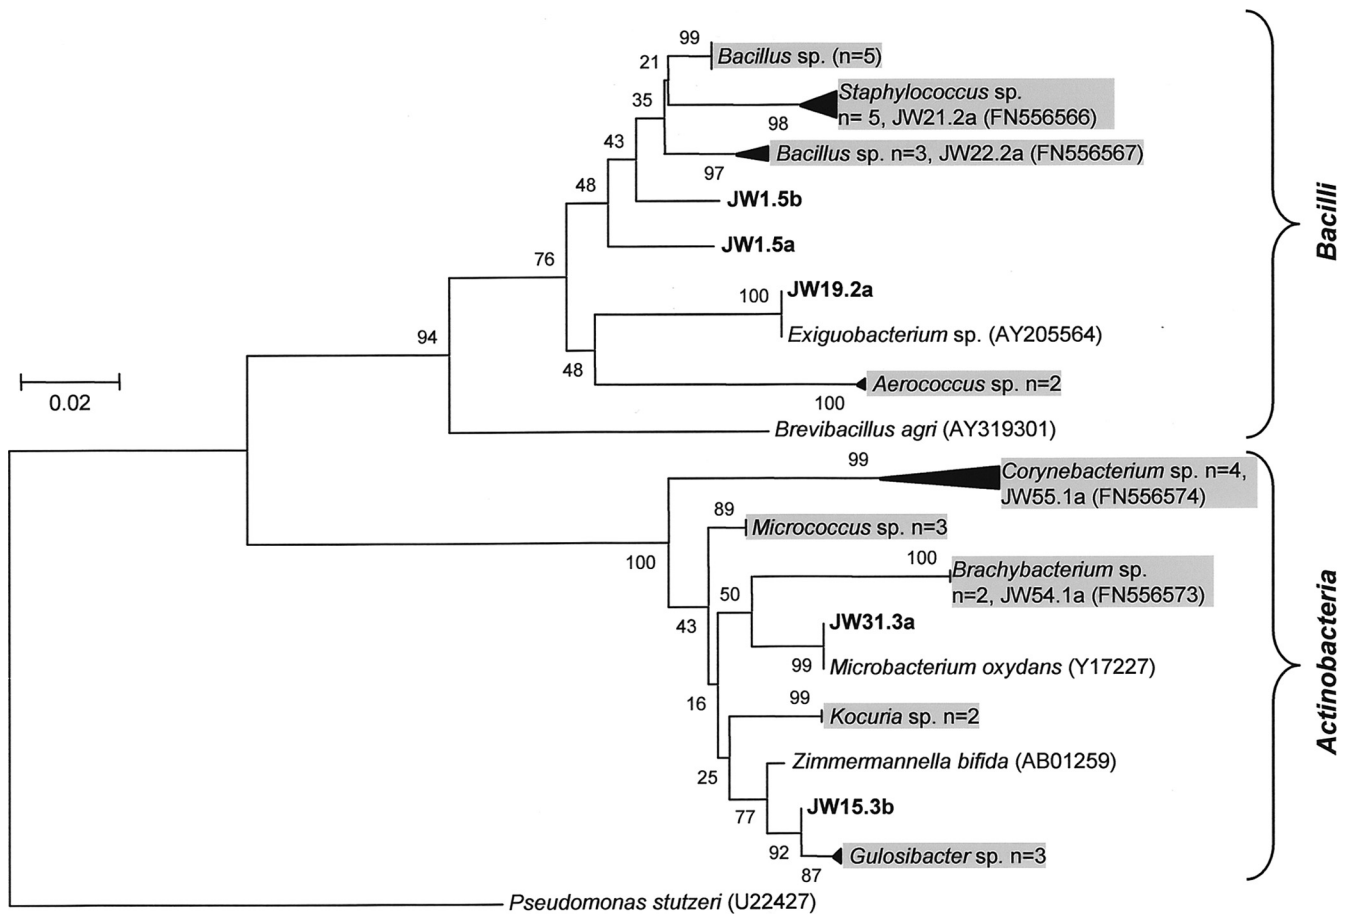 99
Bacillus sp. (n=5)
21
Staphylococcus sp.
n= 5, JW21.2a (FN556566)
35
98
43
Bacillus sp. n=3, JW22.2a (FN556567)
97
48
JW1.5b
JW1.5a
76
JW19.2a
100
Exiguobacterium sp. (AY205564)
94
48
Aerococcus sp. n=2
100
0.02
Brevibacillus agri (AY319301)
Bacilli
99
Corynebacterium sp. n=4,
JW55.1a (FN556574)
89
Micrococcus sp. n=3
100
100
Brachybacterium sp.
n=2, JW54.1a (FN556573)
50
43
JW31.3a
99
Microbacterium oxydans (Y17227)
16
99
Kocuria sp. n=2
Zimmermannella bifida (AB01259)
25
77
JW15.3b
92
Gulosibacter sp. n=3
87
Actinobacteria
Pseudomonas stutzeri (U22427)